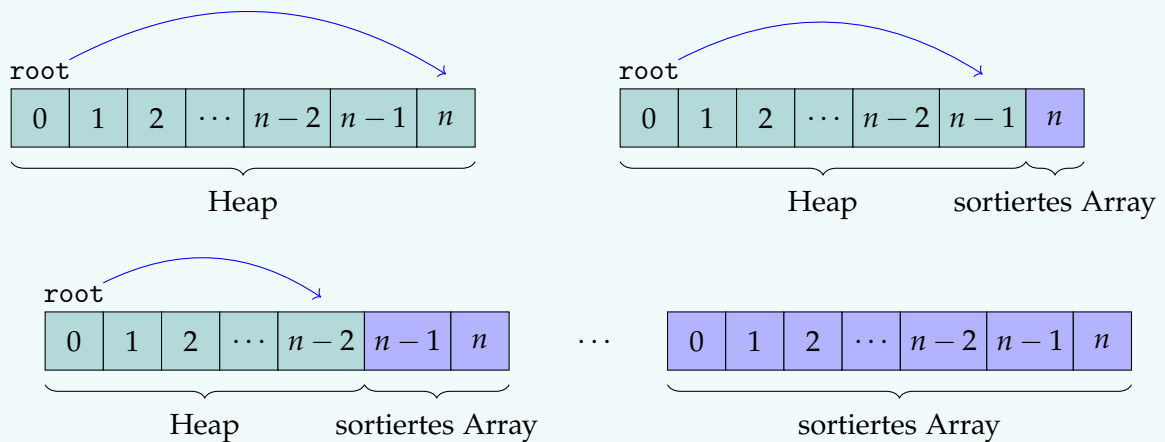 root
0 1 2 ⋯ n − 2 n − 1 n
Heap
root
0 1 2 ⋯ n − 2 n − 1 n
Heap sortiertes Array
root
0 1 2 ⋯ n − 2 n − 1 n
Heap sortiertes Array
⋯
0 1 2 ⋯ n − 2 n − 1 n
sortiertes Array